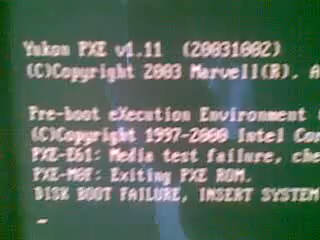 Yukon PXE v1.11 (20031002)
(C)Copyright 2003 Marvell(R). A
Pre-boot eXecution Environment
(C)Copyright 1997-2000 Intel Cor
PXE-E61: Media test failure, che
PXE-M0F: Exiting PXE ROM.
DISK BOOT FAILURE, INSERT SYSTEM